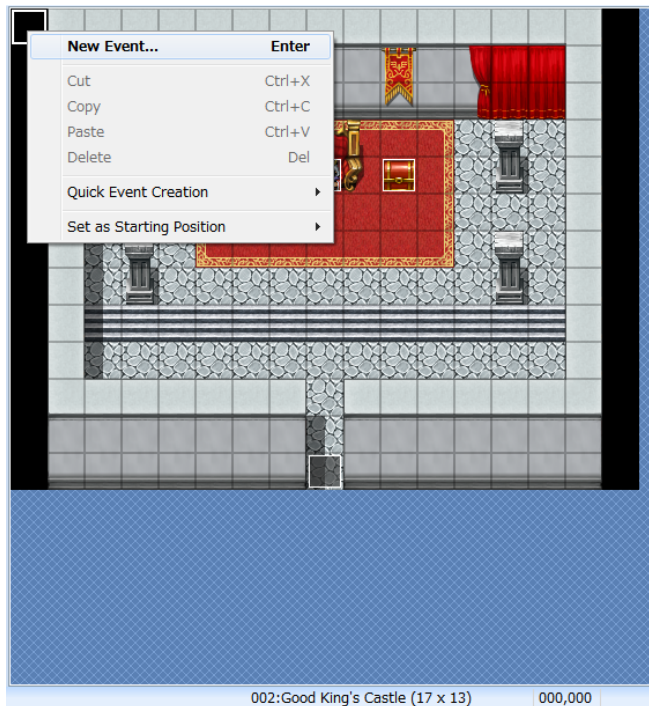 New Event... Enter
Cut Ctrl+X
Copy Ctrl+C
Paste Ctrl+V
Delete Del
Quick Event Creation
Set as Starting Position
002:Good King's Castle (17 x 13) 000,000